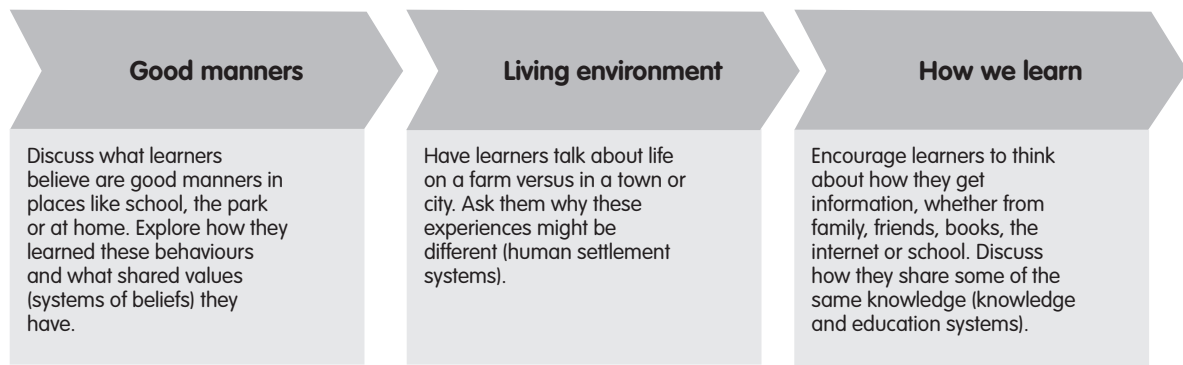 Good manners
Discuss what learners
believe are good manners in
places like school, the park
or at home. Explore how they
learned these behaviours
and what shared values
(systems of beliefs) they
have.
Living environment
Have learners talk about life
on a farm versus in a town or
city. Ask them why these
experiences might be
different (human settlement
systems).
How we learn
Encourage learners to think
about how they get
information, whether from
family, friends, books, the
internet or school. Discuss
how they share some of the
same knowledge (knowledge
and education systems).